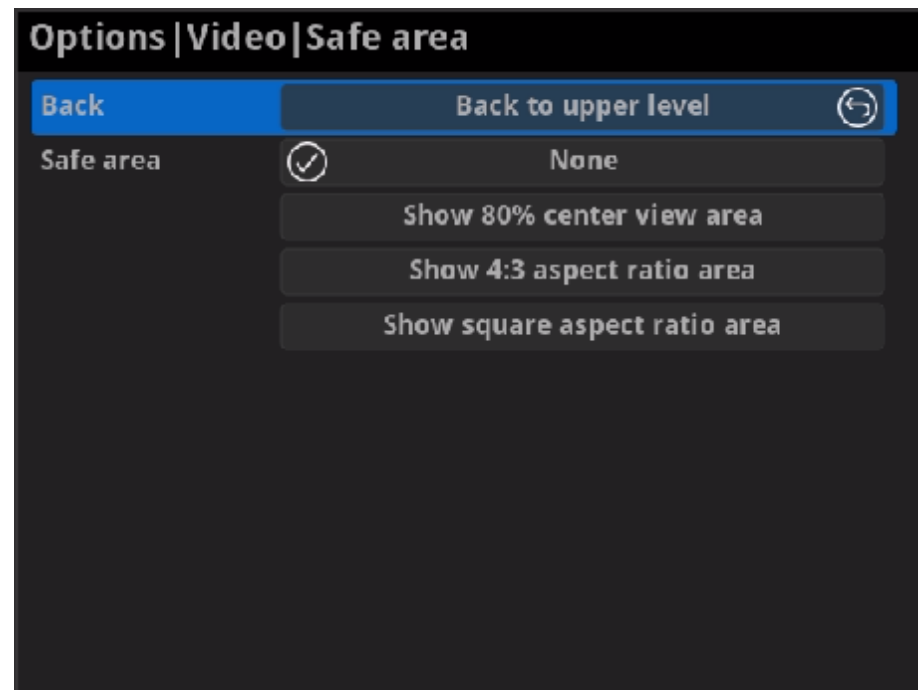 Options|Video|Safe area
Back Back to upper level
Safe area None
Show 80% center view area
Show 4:3 aspect ratio area
Show square aspect ratio area